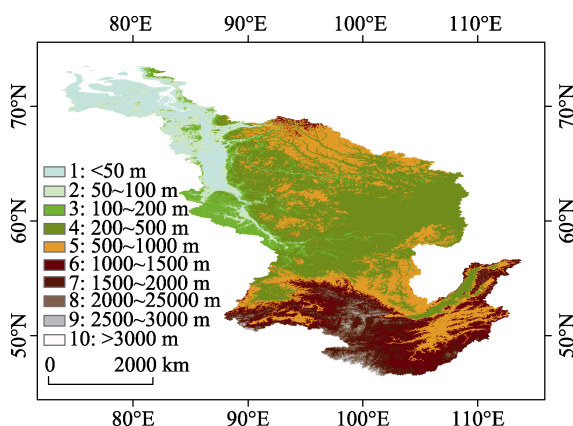 80°E 90°E 100°E 110°E
70°N 70°N
1: <50 m
2: 50~100 m
3: 100~200 m
4: 200~500 m
60°N 60°N
5: 500~1000 m
6: 1000~1500 m
7: 1500~2000 m
8: 2000~25000 m
9: 2500~3000 m
10: >3000 m
50°N 50°N
0 2000 km
80°E 90°E 100°E 110°E